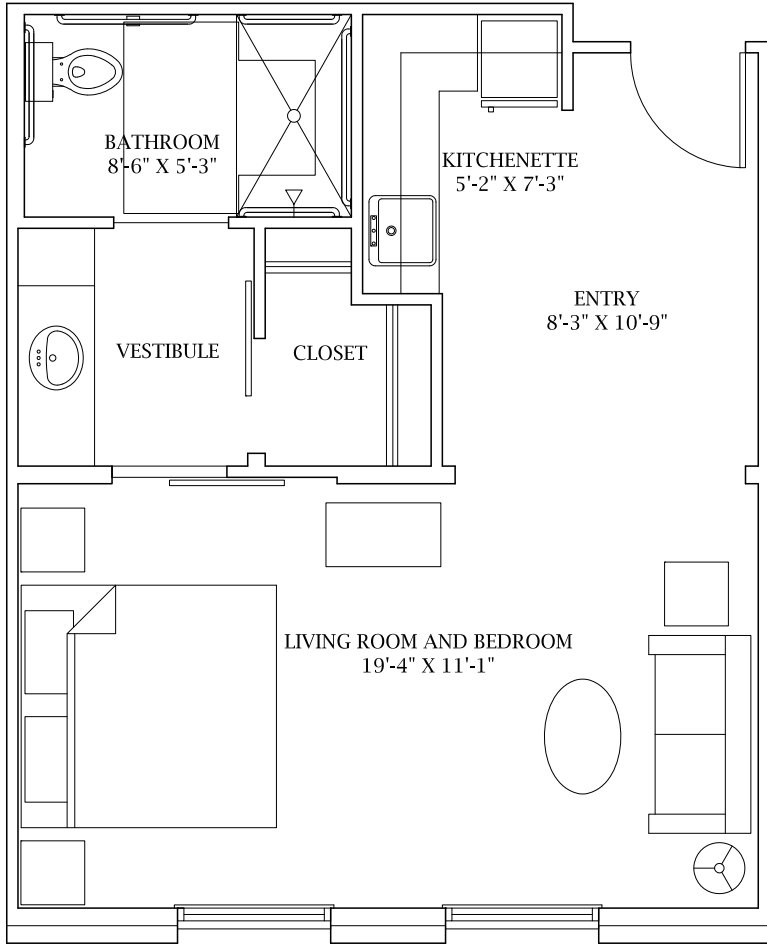 BATHROOM
8'-6" X 5'-3"
KITCHENETTE
5'-2" X 7'-3"
ENTRY
8'-3" X 10'-9"
VESTIBULE
CLOSET
LIVING ROOM AND BEDROOM
19'-4" X 11'-1"